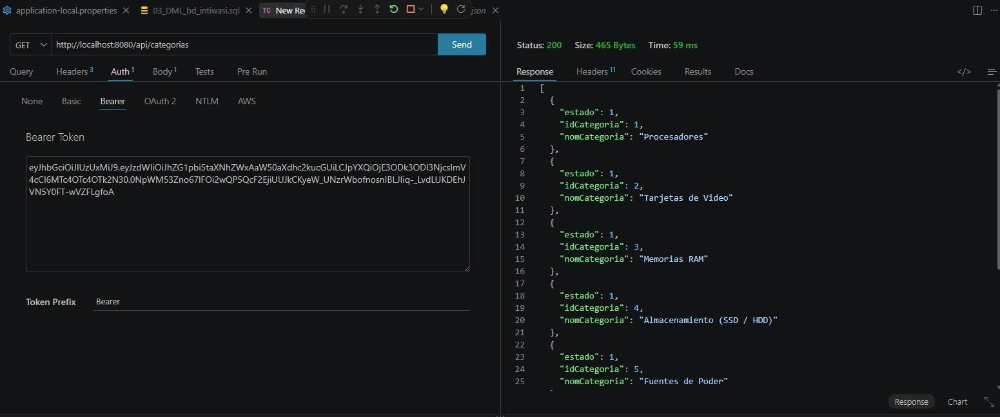 application-local.properties
03_DML_bd_intiwasi.sql
TC New Re
json
GET
http://localhost:8080/api/categorias
Send
Query
Headers 3
Auth 1
Body 1
Tests
Pre Run
None
Basic
Bearer
OAuth 2
NTLM
AWS
Bearer Token
Token Prefix
Bearer
Status: 200
Size: 465 Bytes
Time: 59 ms
Response
Headers 11
Cookies
Results
Docs
</>
1 [
2 {
3 "estado": 1,
4 "idCategoria": 1,
5 "nomCategoria": "Procesadores"
6 },
7 {
8 "estado": 1,
9 "idCategoria": 2,
10 "nomCategoria": "Tarjetas de Video"
11 },
12 {
13 "estado": 1,
14 "idCategoria": 3,
15 "nomCategoria": "Memorias RAM"
16 },
17 {
18 "estado": 1,
19 "idCategoria": 4,
20 "nomCategoria": "Almacenamiento (SSD / HDD)"
21 },
22 {
23 "estado": 1,
24 "idCategoria": 5,
25 "nomCategoria": "Fuentes de Poder"
Response
Chart